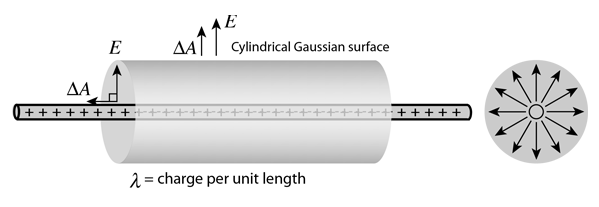 E
ΔA
E
Cylindrical Gaussian surface
ΔA
+ + + + + + + + + + + + + + + + + + + + + + + + + + + + + + + + + +
λ = charge per unit length